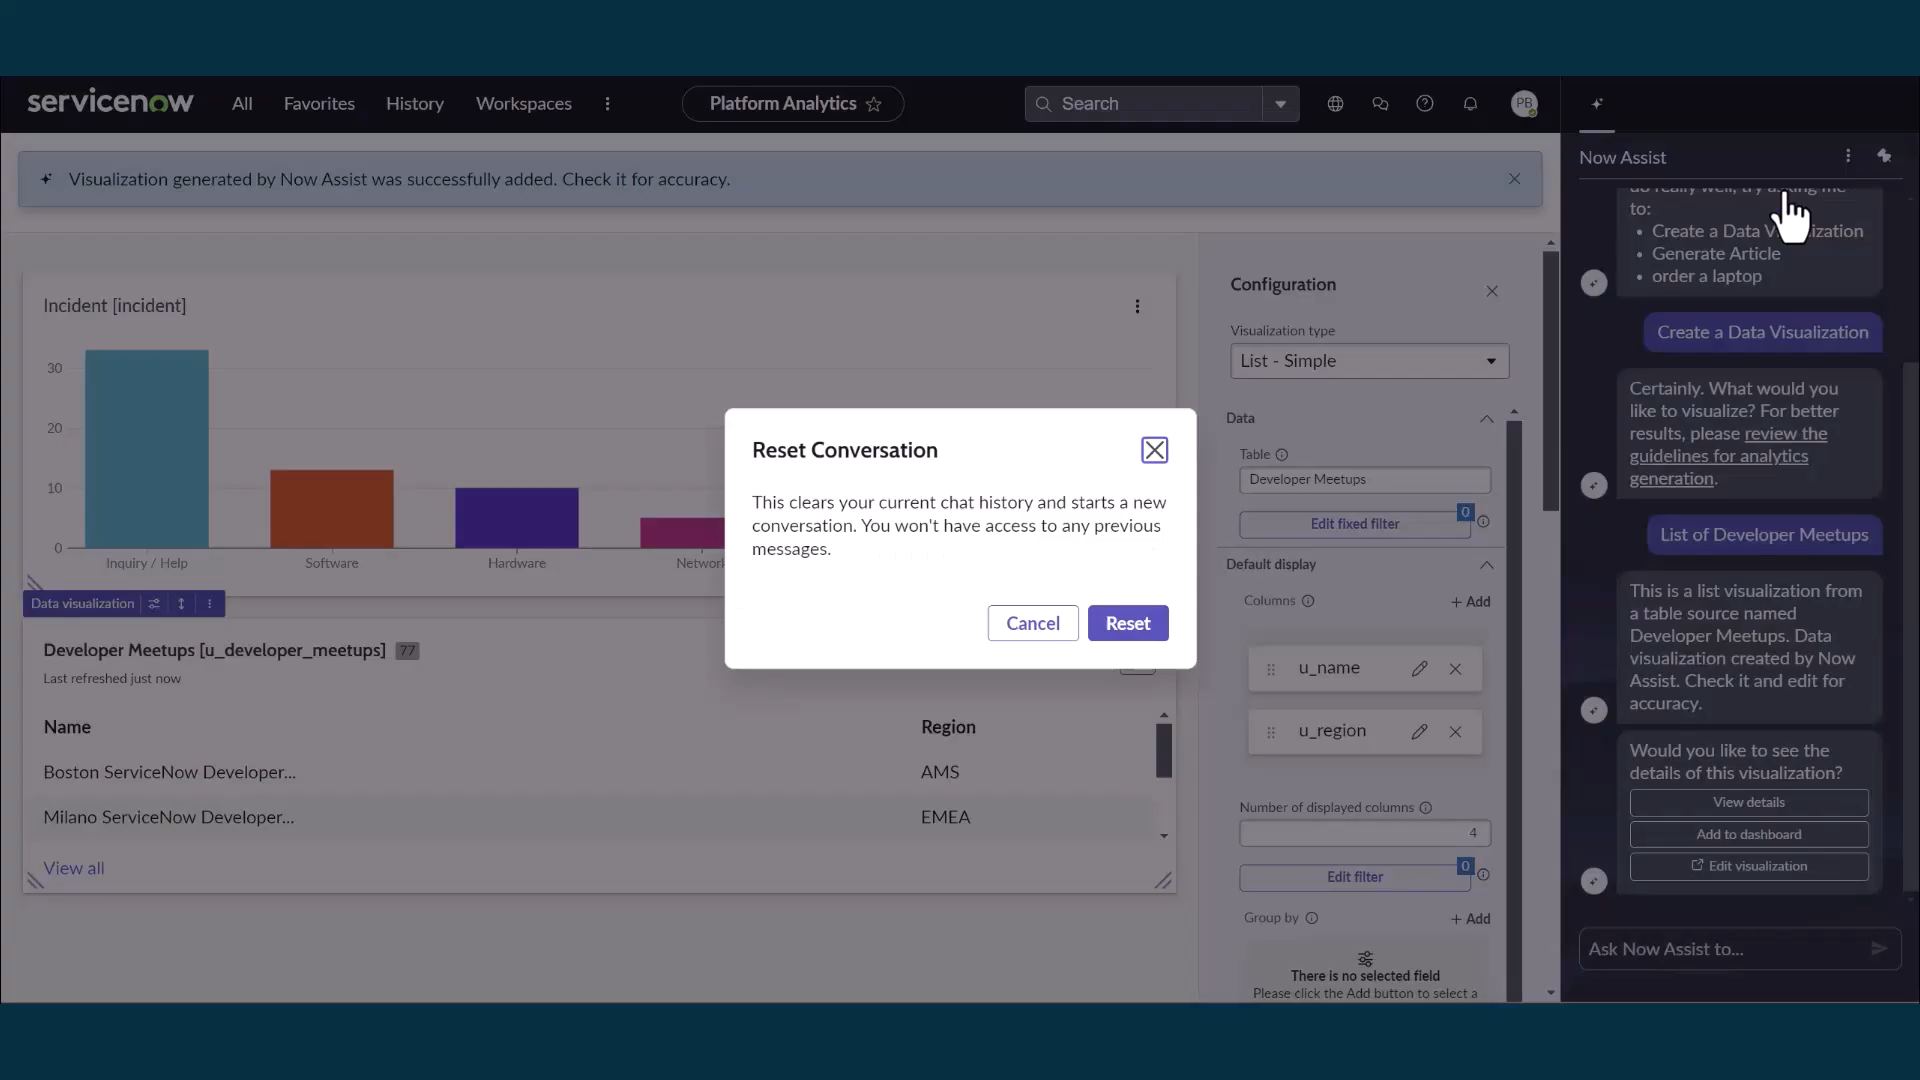 servicenow
All
Favorites
History
Workspaces
Platform Analytics
Search
PB
Visualization generated by Now Assist was successfully added. Check it for accuracy.
Incident [incident]
30
20
10
0
Inquiry / Help
Software
Hardware
Data visualization
Developer Meetups [u_developer_meetups] 77
Last refreshed just now
Name
Region
Boston ServiceNow Developer...
AMS
Milano ServiceNow Developer...
EMEA
View all
Reset Conversation
This clears your current chat history and starts a new
conversation. You won't have access to any previous
messages.
Cancel
Reset
Configuration
Visualization type
List - Simple
Data
Table
Developer Meetups
Edit fixed filter
0
Default display
Columns
+ Add
u_name
u_region
Number of displayed columns
4
Edit filter
0
Group by
+ Add
There is no selected field
Please click the Add button to select a
Now Assist
do really well, try asking me
to:
• Create a Data
• Generate Article
• order a laptop
Create a Data Visualization
Certainly. What would you
like to visualize? For better
results, please review the
guidelines for analytics
generation.
List of Developer Meetups
This is a list visualization from
a table source named
Developer Meetups. Data
visualization created by Now
Assist. Check it and edit for
accuracy.
Would you like to see the
details of this visualization?
View details
Add to dashboard
Edit visualization
Ask Now Assist to...